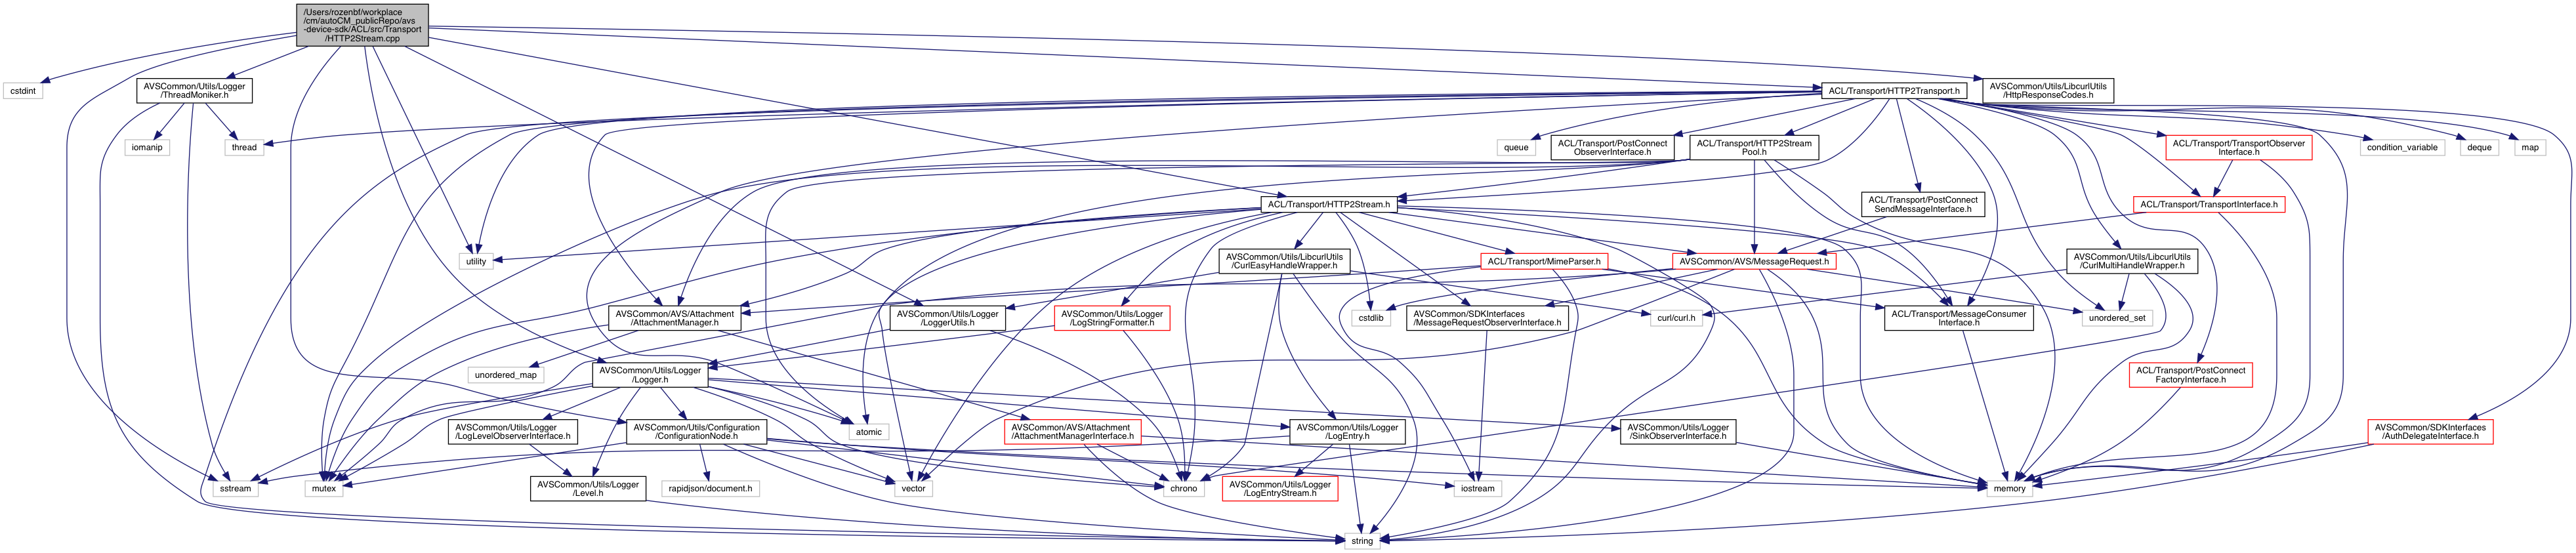 /Users/rozenbf/workplace
/cm/autoCM_publicRepo/avs
-device-sdk/ACL/src/Transport
/HTTP2Stream.cpp
cstdint
AVSCommon/Utils/Logger
/ThreadMoniker.h
ACL/Transport/HTTP2Transport.h
AVSCommon/Utils/LibcurlUtils
/HttpResponseCodes.h
iomanip
thread
queue
ACL/Transport/PostConnect
ObserverInterface.h
ACL/Transport/HTTP2Stream
Pool.h
ACL/Transport/TransportObserver
Interface.h
condition_variable
deque
map
ACL/Transport/HTTP2Stream.h
ACL/Transport/PostConnect
SendMessageInterface.h
ACL/Transport/TransportInterface.h
utility
AVSCommon/Utils/LibcurlUtils
/CurlEasyHandleWrapper.h
ACL/Transport/MimeParser.h
AVSCommon/AVS/MessageRequest.h
AVSCommon/Utils/LibcurlUtils
/CurlMultiHandleWrapper.h
AVSCommon/AVS/Attachment
/AttachmentManager.h
AVSCommon/Utils/Logger
/LoggerUtils.h
AVSCommon/Utils/Logger
/LogStringFormatter.h
cstdlib
AVSCommon/SDKInterfaces
/MessageRequestObserverInterface.h
curl/curl.h
ACL/Transport/MessageConsumer
Interface.h
unordered_set
unordered_map
AVSCommon/Utils/Logger
/Logger.h
ACL/Transport/PostConnect
FactoryInterface.h
AVSCommon/Utils/Logger
/LogLevelObserverInterface.h
AVSCommon/Utils/Configuration
/ConfigurationNode.h
atomic
AVSCommon/AVS/Attachment
/AttachmentManagerInterface.h
AVSCommon/Utils/Logger
/LogEntry.h
AVSCommon/Utils/Logger
/SinkObserverInterface.h
AVSCommon/SDKInterfaces
/AuthDelegateInterface.h
sstream
mutex
AVSCommon/Utils/Logger
/Level.h
rapidjson/document.h
vector
chrono
AVSCommon/Utils/Logger
/LogEntryStream.h
iostream
memory
string